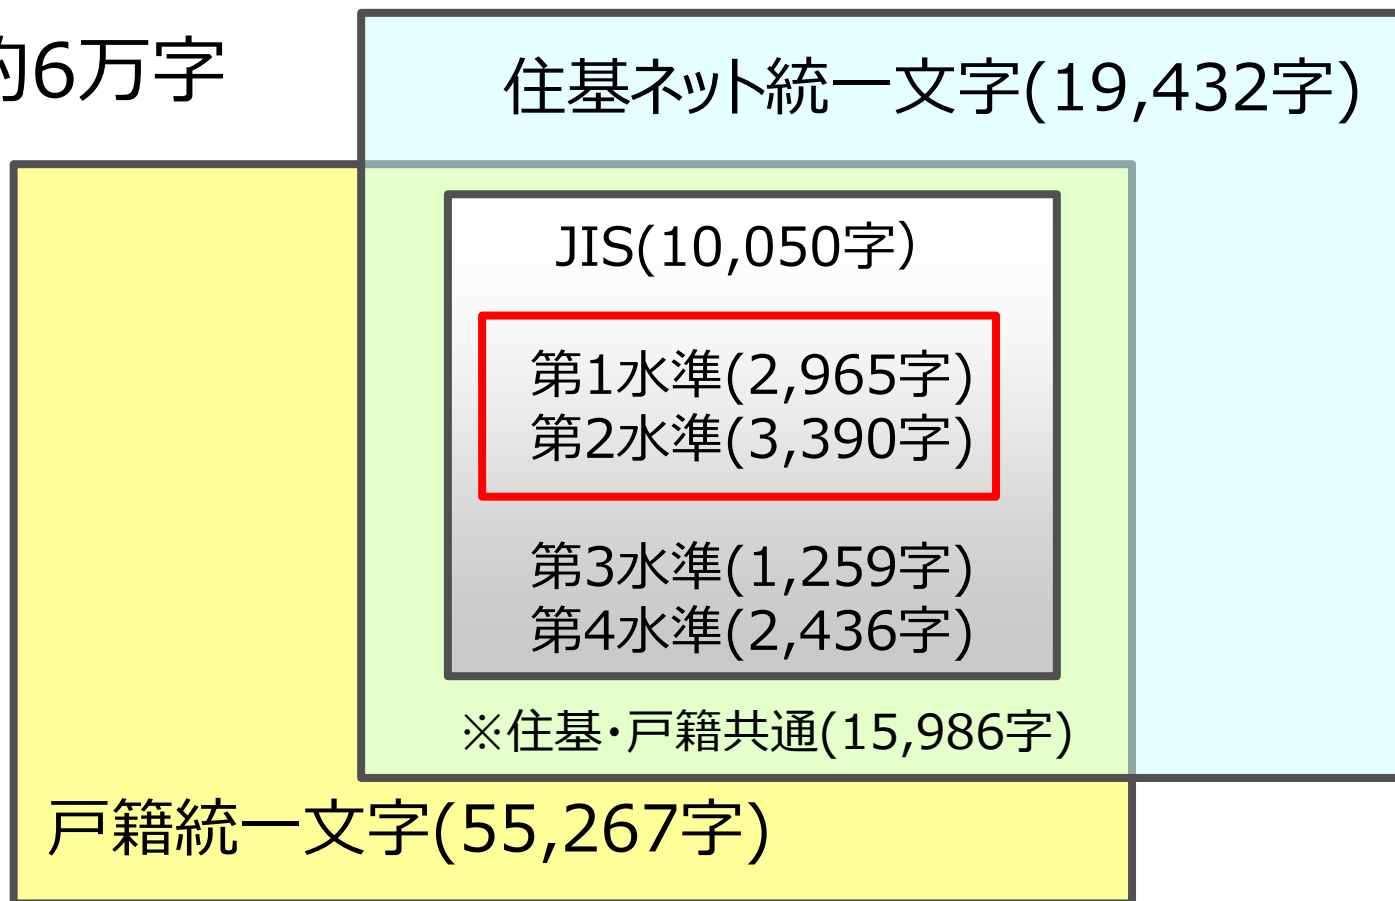 約6万字
住基ネット統一文字(19,432字)
JIS(10,050字）
第1水準(2,965字)
第2水準(3,390字)
第3水準(1,259字)
第4水準(2,436字)
※住基・戸籍共通(15,986字)
戸籍統一文字(55,267字)